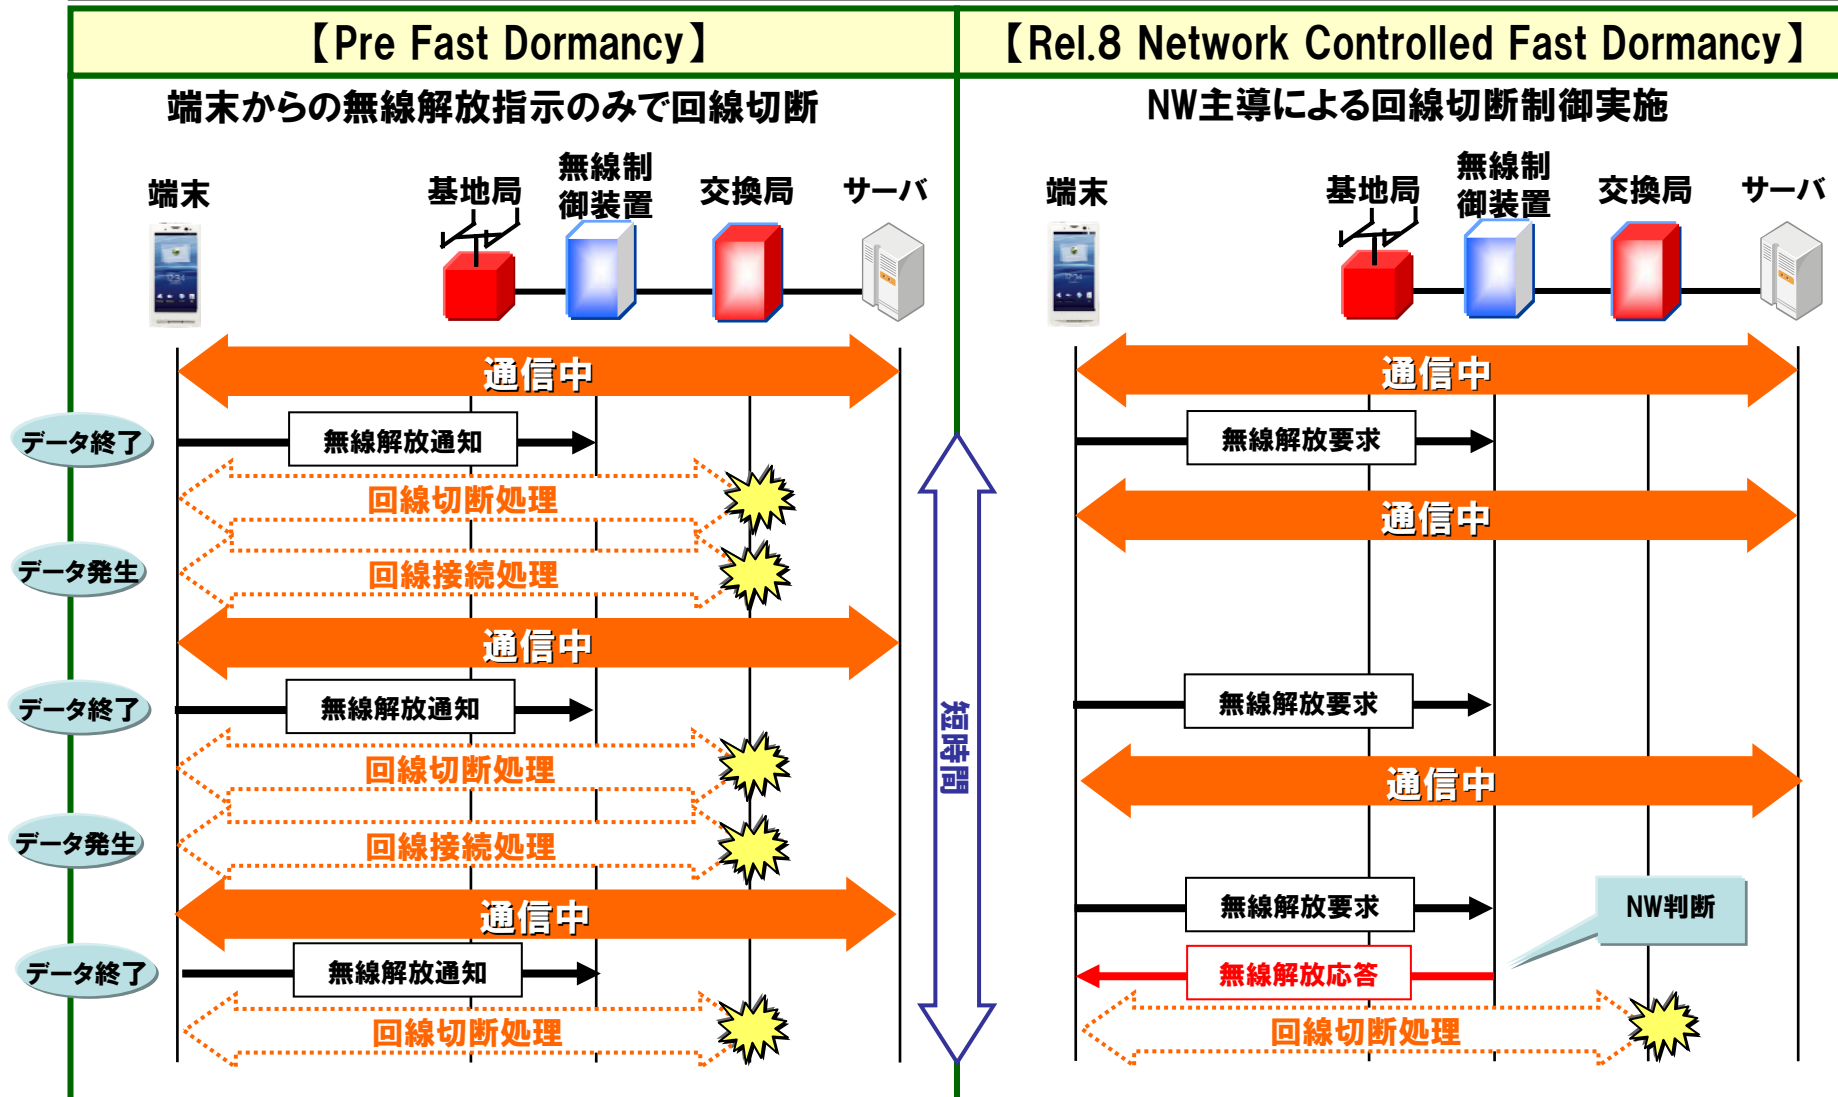 【Pre Fast Dormancy】
端末からの無線解放指示のみで回線切断
端末
基地局
無線制
御装置
交換局
サーバ
通信中
データ終了
無線解放通知
回線切断処理
データ発生
回線接続処理
通信中
データ終了
無線解放通知
回線切断処理
データ発生
回線接続処理
通信中
データ終了
無線解放通知
回線切断処理
短時間
【Rel.8 Network Controlled Fast Dormancy】
NW主導による回線切断制御実施
端末
基地局
無線制
御装置
交換局
サーバ
通信中
無線解放要求
通信中
無線解放要求
通信中
無線解放要求
NW判断
無線解放応答
回線切断処理